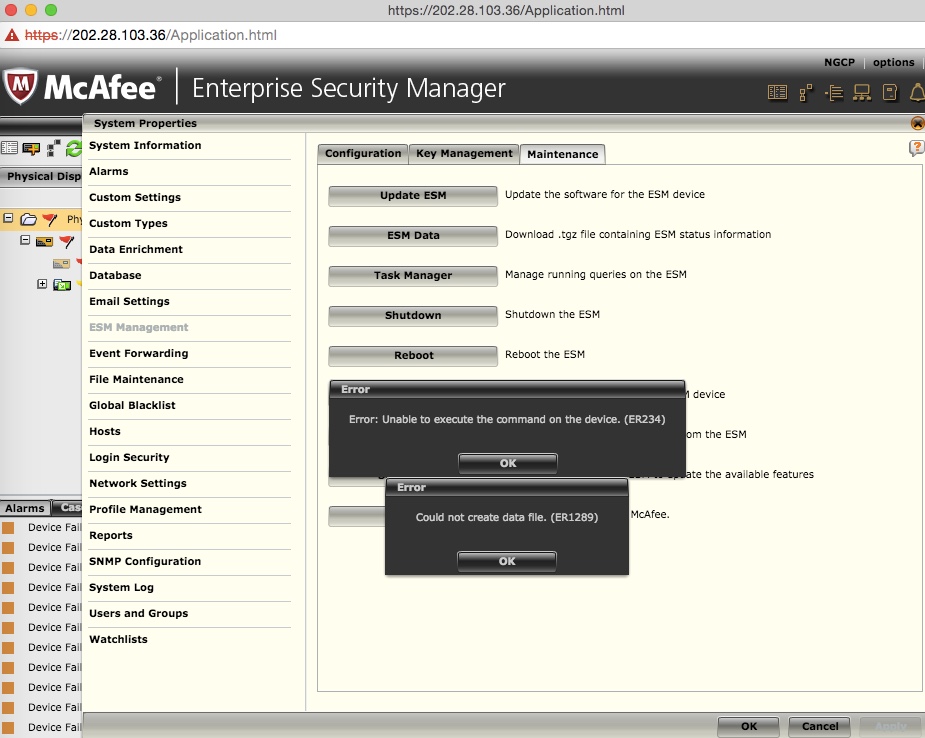 https://202.28.103.36/Application.html
https://202.28.103.36/Application.html
NGCP options
McAfee® Enterprise Security Manager
System Properties
Physical Disp
Phy
System Information
Alarms
Custom Settings
Custom Types
Data Enrichment
Database
Email Settings
ESM Management
Event Forwarding
File Maintenance
Global Blacklist
Hosts
Login Security
Network Settings
Profile Management
Reports
SNMP Configuration
System Log
Users and Groups
Watchlists
Configuration Key Management Maintenance
Update ESM Update the software for the ESM device
ESM Data Download .tgz file containing ESM status information
Task Manager Manage running queries on the ESM
Shutdown Shutdown the ESM
Reboot Reboot the ESM
device
om the ESM
update the available features
McAfee.
Error
Error: Unable to execute the command on the device. (ER234)
OK
Error
Could not create data file. (ER1289)
OK
Alarms Cas
Device Fail
Device Fail
Device Fail
Device Fail
Device Fail
Device Fail
Device Fail
Device Fail
Device Fail
Device Fail
Device Fail
OK Cancel Apply